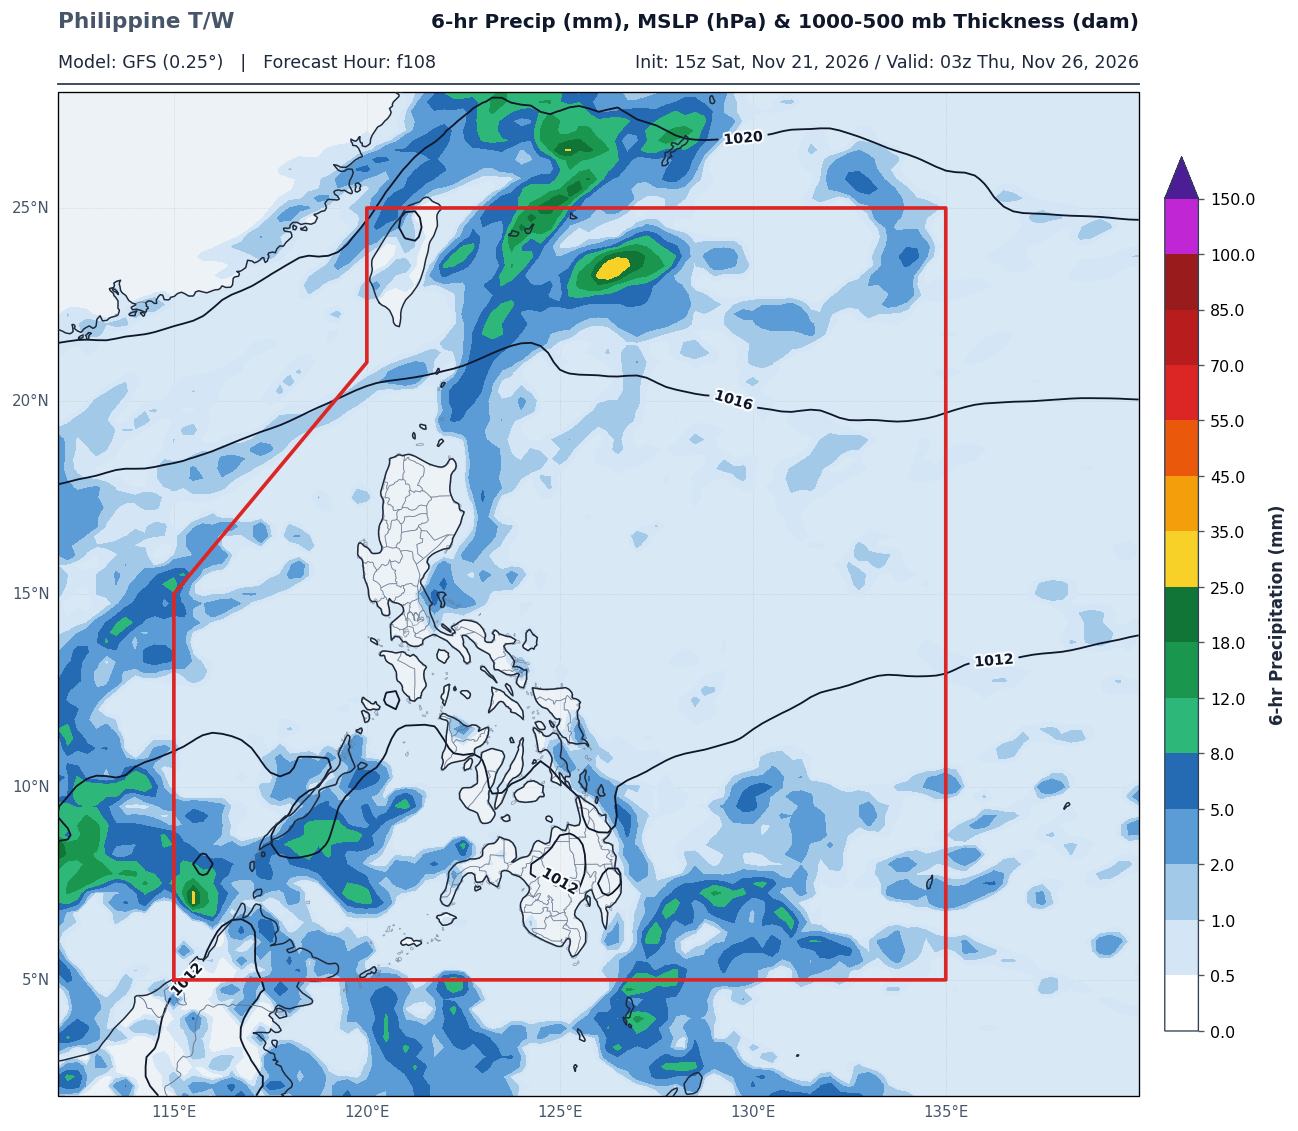 Philippine T/W
6-hr Precip (mm), MSLP (hPa) & 1000-500 mb Thickness (dam)
Model: GFS (0.25°) | Forecast Hour: f108
Init: 15z Sat, Nov 21, 2026 / Valid: 03z Thu, Nov 26, 2026
1020
1016
1012
1012
1012
25°N
20°N
15°N
10°N
5°N
115°E
120°E
125°E
130°E
135°E
150.0
100.0
85.0
70.0
55.0
45.0
35.0
25.0
18.0
12.0
8.0
5.0
2.0
1.0
0.5
0.0
6-hr Precipitation (mm)